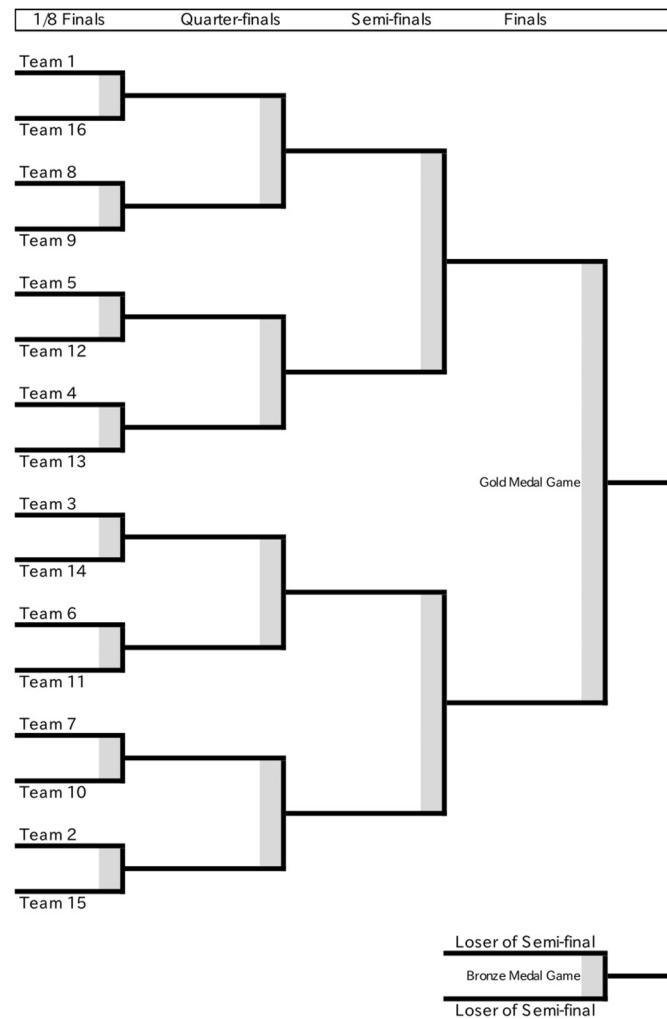 1/8 Finals Quarter-finals Semi-finals Finals
Team 1
Team 16
Team 8
Team 9
Team 5
Team 12
Team 4
Team 13
Gold Medal Game
Team 3
Team 14
Team 6
Team 11
Team 7
Team 10
Team 2
Team 15
Loser of Semi-final
Bronze Medal Game
Loser of Semi-final